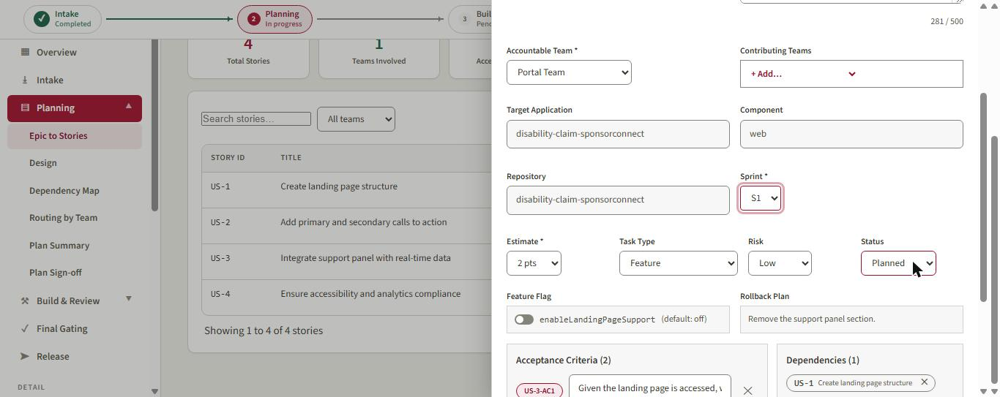 Intake
Completed
2
Planning
In progress
3
Buil
Pend
Overview
Intake
Planning
Epic to Stories
Design
Dependency Map
Routing by Team
Plan Summary
Plan Sign-off
Build & Review
Final Gating
Release
DETAIL
4
Total Stories
1
Teams Involved
Acce
Search stories...
All teams
STORY ID TITLE
US-1 Create landing page structure
US-2 Add primary and secondary calls to action
US-3 Integrate support panel with real-time data
US-4 Ensure accessibility and analytics compliance
Showing 1 to 4 of 4 stories
281 / 500
Accountable Team * Contributing Teams
Portal Team + Add...
Target Application Component
disability-claim-sponsorconnect web
Repository Sprint *
disability-claim-sponsorconnect S1
Estimate * Task Type Risk Status
2 pts Feature Low Planned
Feature Flag Rollback Plan
enableLandingPageSupport (default: off) Remove the support panel section.
Acceptance Criteria (2) Dependencies (1)
US-3-AC1 Given the landing page is accessed, US-1 Create landing page structure